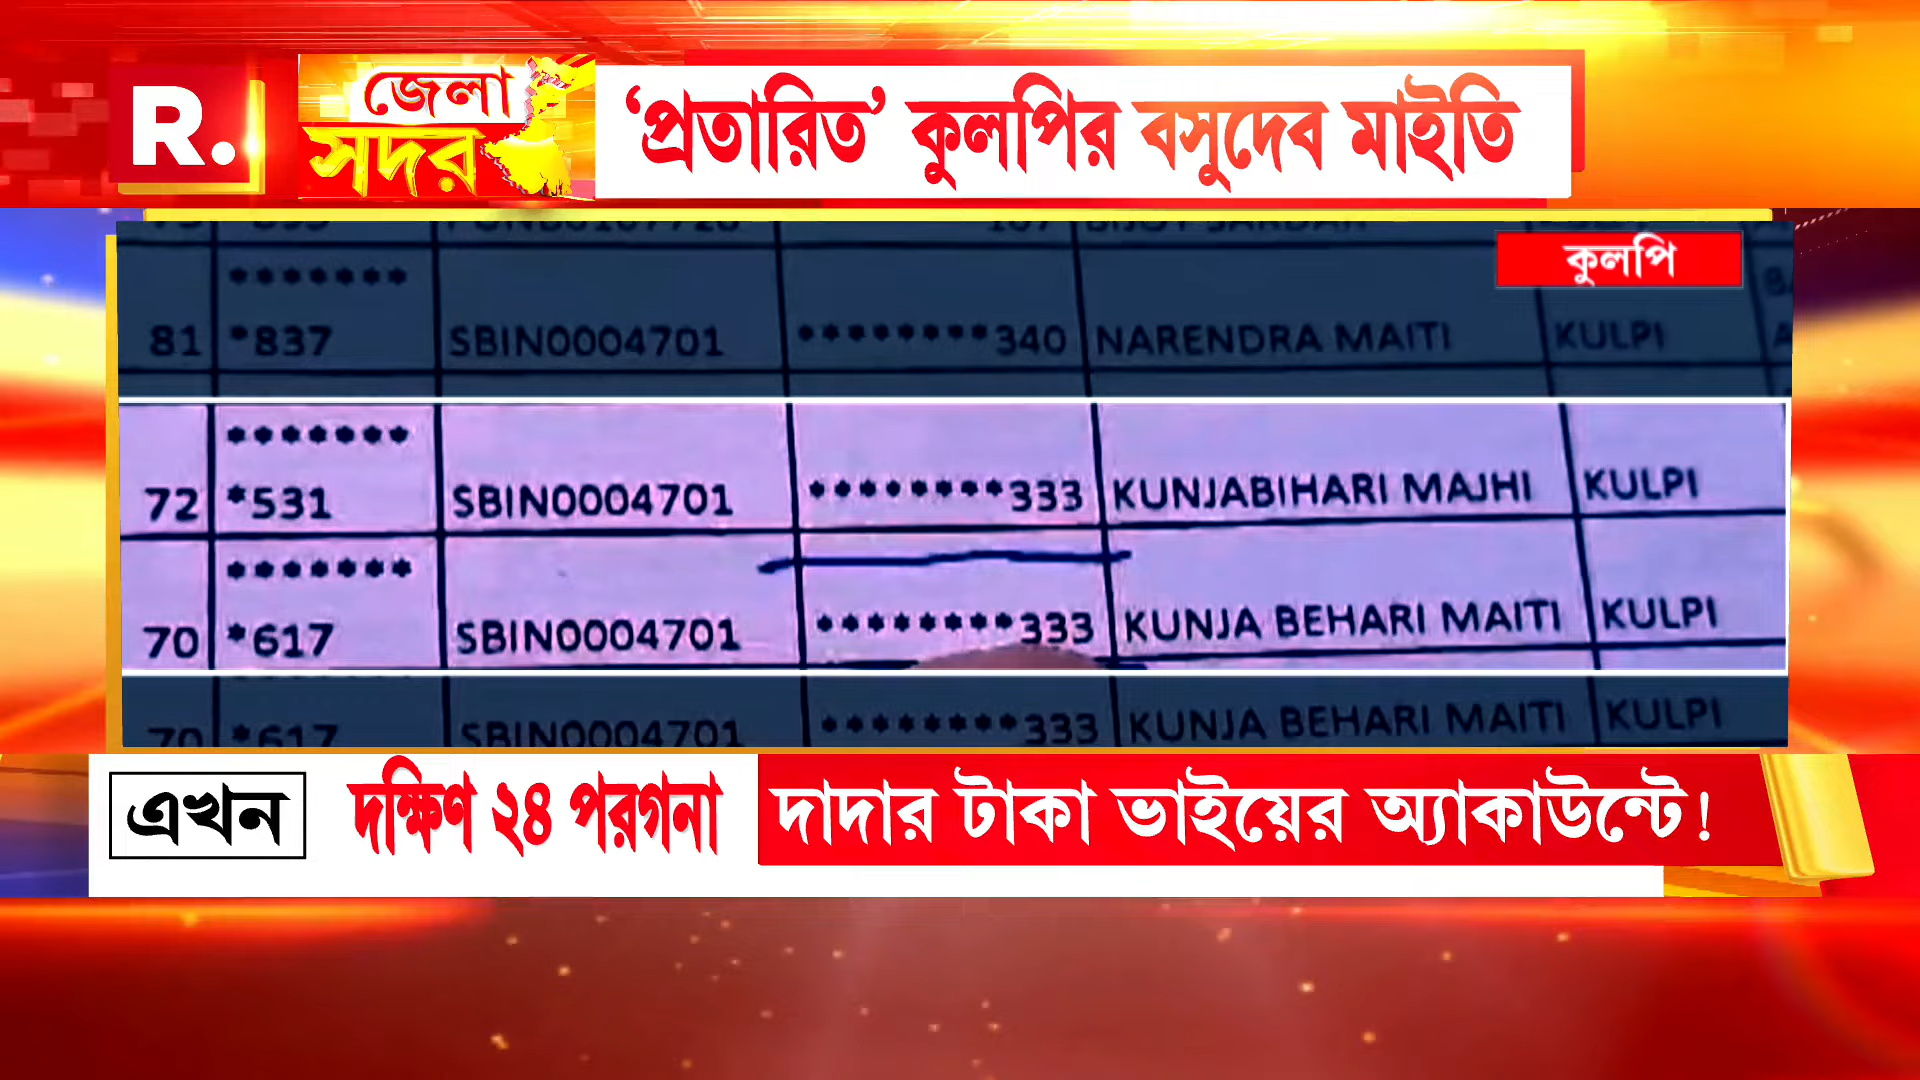 R.
জেলা
সদর
‘প্রতারিত’ কুলপির বসুদেব মাইতি
কুলপি
*******
81 *837 SBIN0004701 ********340 NARENDRA MAITI KULPI
*******
72 *531 SBIN0004701 ********333 KUNJABIHARI MAJHI KULPI
*******
70 *617 SBIN0004701 ********333 KUNJA BEHARI MAITI KULPI
70 *617 SBIN0004701 ********333 KUNJA BEHARI MAITI KULPI
এখন দক্ষিণ ২৪ পরগনা দাদার টাকা ভাইয়ের অ্যাকাউন্টে!